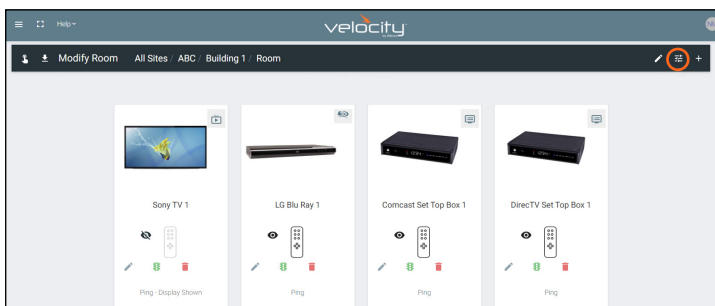 Help
velocity
Modify Room All Sites / ABC / Building 1 / Room
Sony TV 1
LG Blu Ray 1
Comcast Set Top Box 1
DirecTV Set Top Box 1
Ping - Display Shown
Ping
Ping
Ping